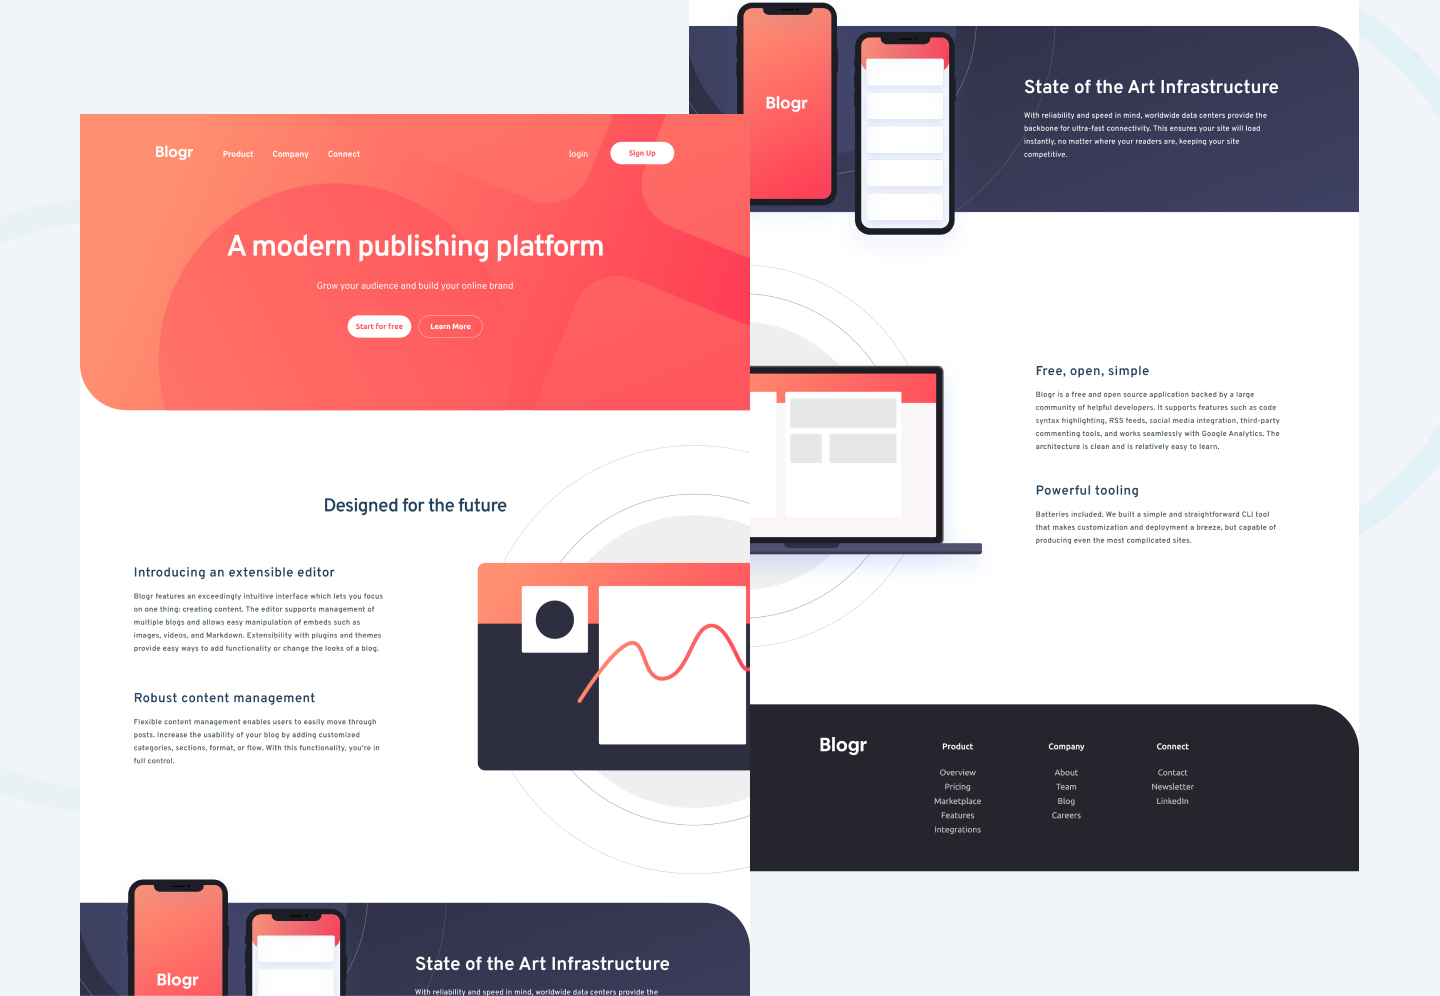 Blogr
Product Company Connect
login
Sign Up
A modern publishing platform
Grow your audience and build your online brand
Start for free
Learn More
Designed for the future
Introducing an extensible editor
Blogr features an exceedingly intuitive interface which lets you focus
on one thing: creating content. The editor supports management of
multiple blogs and allows easy manipulation of embeds such as
images, videos, and Markdown. Extensibility with plugins and themes
provide easy ways to add functionality or change the looks of a blog.
Robust content management
Flexible content management enables users to easily move through
posts. Increase the usability of your blog by adding customized
categories, sections, format, or flow. With this functionality, you're in
full control.
Blogr
State of the Art Infrastructure
With reliability and speed in mind, worldwide data centers provide the
Blogr
State of the Art Infrastructure
With reliability and speed in mind, worldwide data centers provide the
backbone for ultra-fast connectivity. This ensures your site will load
instantly, no matter where your readers are, keeping your site
competitive.
Free, open, simple
Blogr is a free and open source application backed by a large
community of helpful developers. It supports features such as code
syntax highlighting, RSS feeds, social media integration, third-party
commenting tools, and works seamlessly with Google Analytics. The
architecture is clean and is relatively easy to learn.
Powerful tooling
Batteries included. We built a simple and straightforward CLI tool
that makes customization and deployment a breeze, but capable of
producing even the most complicated sites.
Blogr
Product
Overview
Pricing
Marketplace
Features
Integrations
Company
About
Team
Blog
Careers
Connect
Contact
Newsletter
LinkedIn